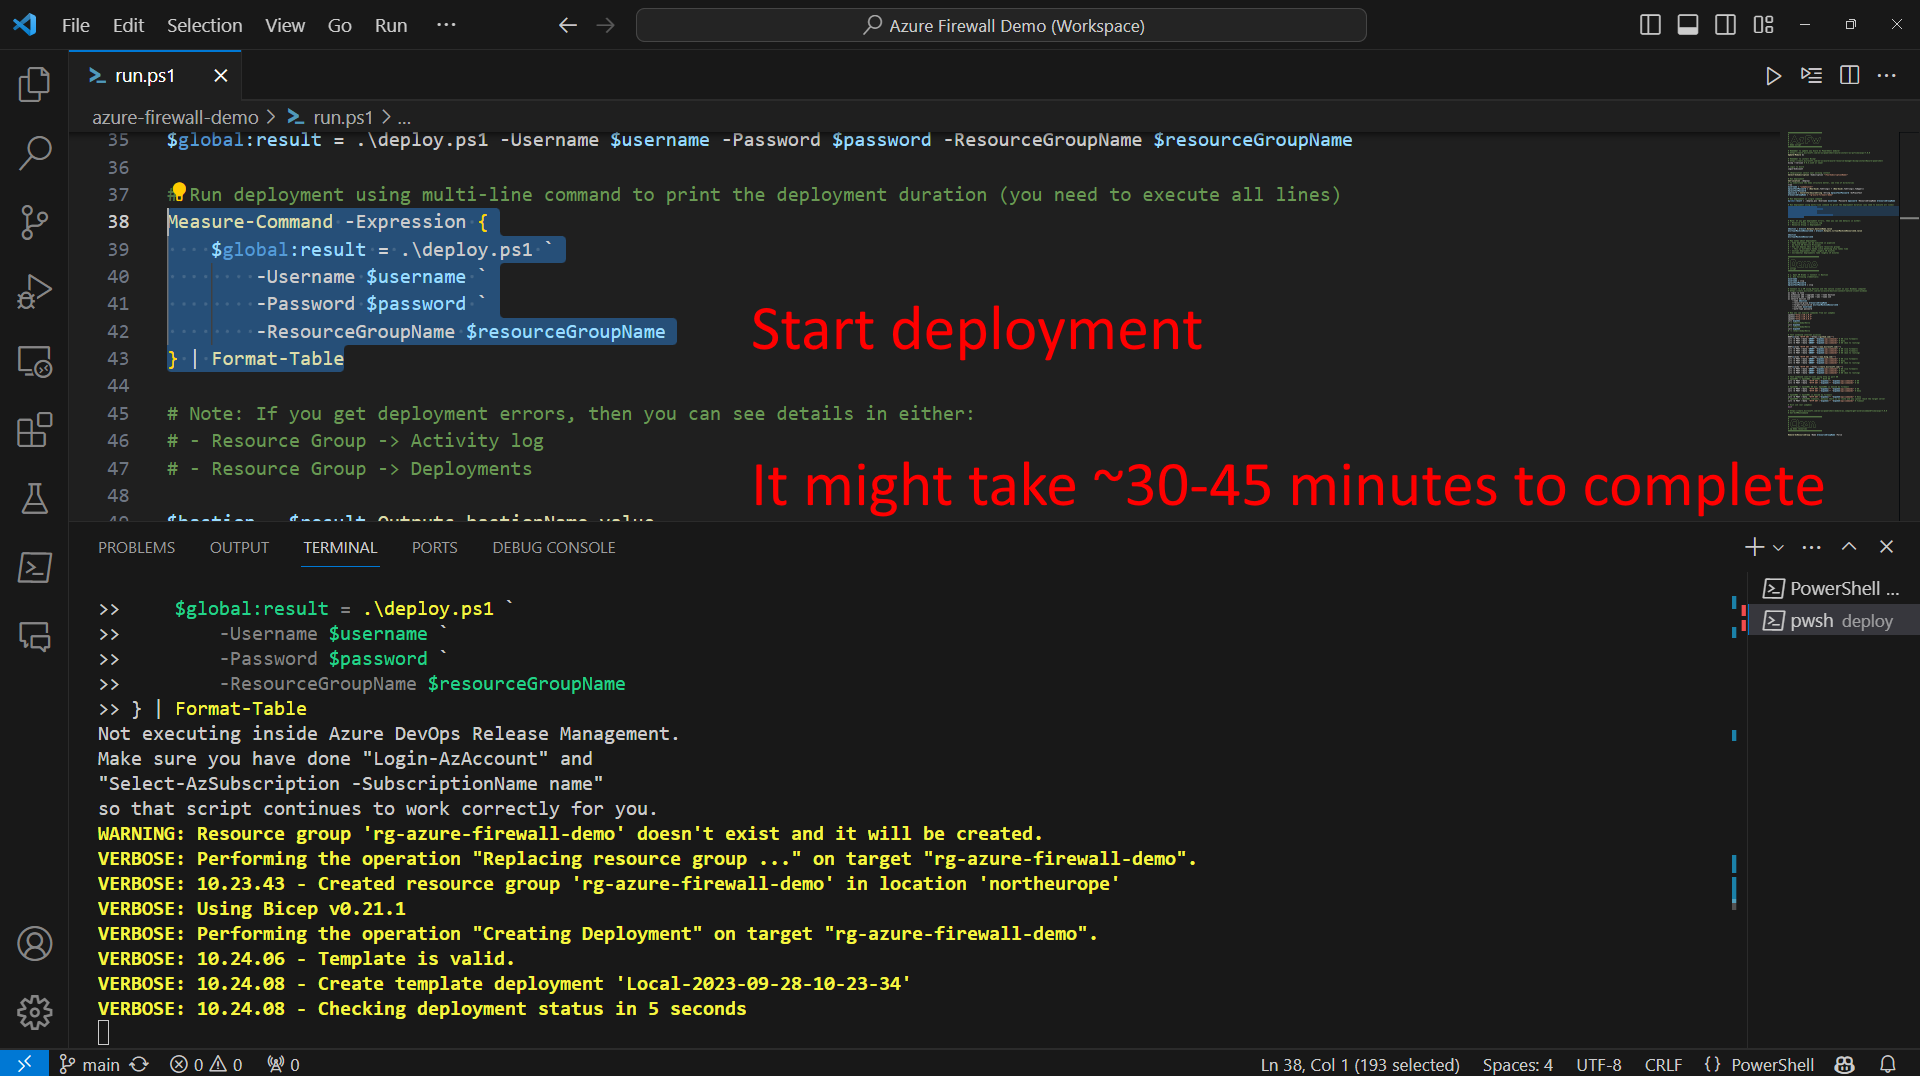 File Edit Selection View Go Run ··· Azure Firewall Demo (Workspace)
run.ps1
azure-firewall-demo > run.ps1 > ...
35 $global:result = .\deploy.ps1 -Username $username -Password $password -ResourceGroupName $resourceGroupName
36
37 # Run deployment using multi-line command to print the deployment duration (you need to execute all lines)
38 Measure-Command -Expression {
39 $global:result = .\deploy.ps1 `
40 -Username $username `
41 -Password $password `
42 -ResourceGroupName $resourceGroupName
43 } | Format-Table
44
45 # Note: If you get deployment errors, then you can see details in either:
46 # - Resource Group -> Activity log
47 # - Resource Group -> Deployments
48
Start deployment
It might take ~30-45 minutes to complete
PROBLEMS OUTPUT TERMINAL PORTS DEBUG CONSOLE
>> $global:result = .\deploy.ps1 `
>> -Username $username `
>> -Password $password `
>> -ResourceGroupName $resourceGroupName
>> } | Format-Table
Not executing inside Azure DevOps Release Management.
Make sure you have done "Login-AzAccount" and
"Select-AzSubscription -SubscriptionName name"
so that script continues to work correctly for you.
WARNING: Resource group 'rg-azure-firewall-demo' doesn't exist and it will be created.
VERBOSE: Performing the operation "Replacing resource group ..." on target "rg-azure-firewall-demo".
VERBOSE: 10.23.43 - Created resource group 'rg-azure-firewall-demo' in location 'northeurope'
VERBOSE: Using Bicep v0.21.1
VERBOSE: Performing the operation "Creating Deployment" on target "rg-azure-firewall-demo".
VERBOSE: 10.24.06 - Template is valid.
VERBOSE: 10.24.08 - Create template deployment 'Local-2023-09-28-10-23-34'
VERBOSE: 10.24.08 - Checking deployment status in 5 seconds
PowerShell ...
pwsh deploy
main 0 0 0 Ln 38, Col 1 (193 selected) Spaces: 4 UTF-8 CRLF {} PowerShell